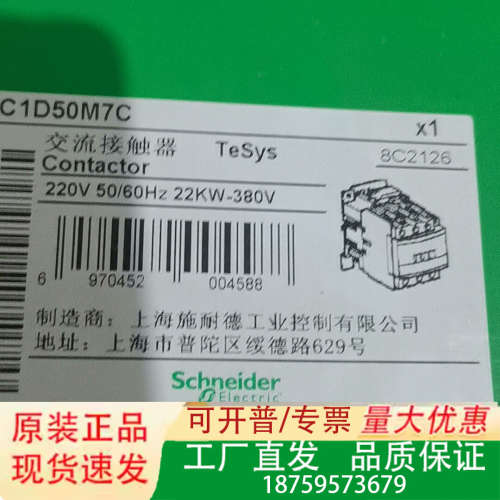 C1D50M7C
x1
交流接触器 TeSys
8C2126
Contactor
220V 50/60Hz 22KW-380V
6 970452 004588
制造商：上海施耐德工业控制有限公司
地址：上海市普陀区绥德路629号
Schneider
Electric
原装正品
现货速发
可开普/专票 量大优惠
工厂直发 品质保证
18759573679